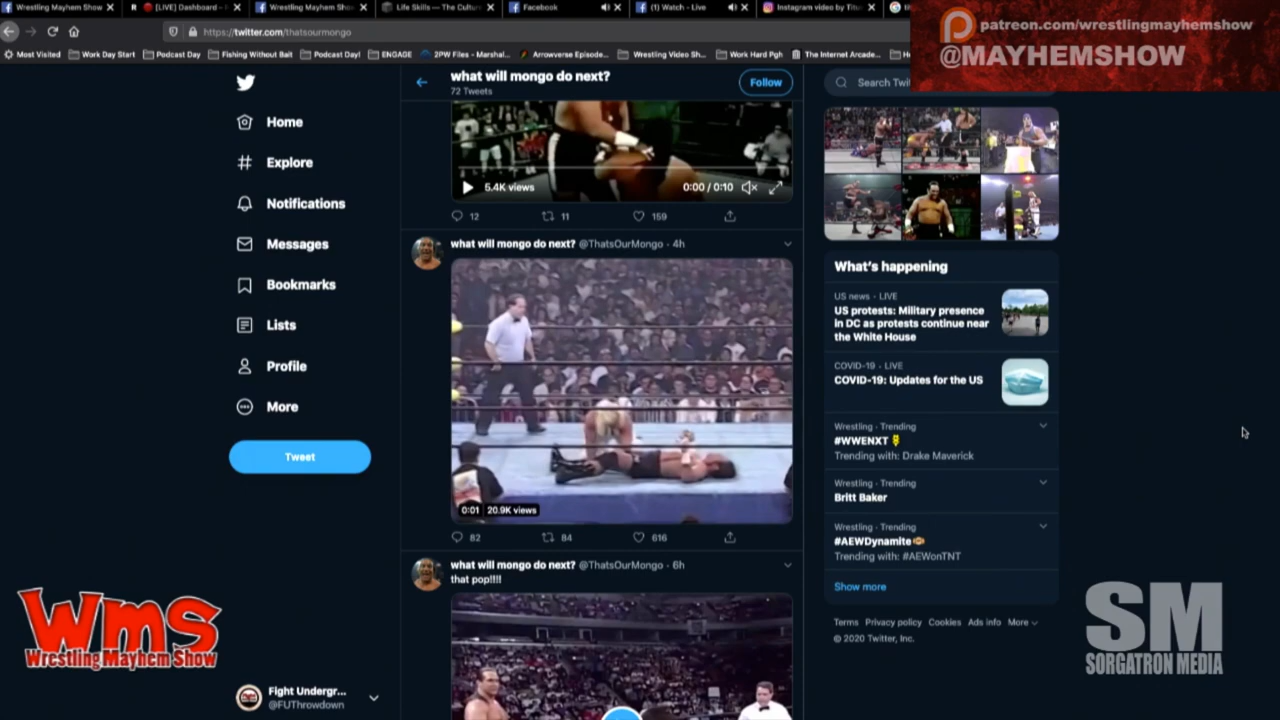 Wrestling Mayhem Show
[LIVE] Dashboard -
Wrestling Mayhem Sho
Life Skills — The Cultur
Facebook
(1) Watch - Live
Instagram video by Tits
patreon.com/wrestlingmayhemshow
@MAYHEMSHOW
https://twitter.com/thatsourmongo
Most Visited
Work Day Start
Podcast Day
Fishing Without Bait
Podcast Day!
ENGAGE
2PW Files - Marshal...
Arrowverse Episode...
Wrestling Video Sh...
Work Hard Pgh
The Internet Arcade...
what will mongo do next?
72 Tweets
Follow
Search Twi
Home
Explore
Notifications
Messages
Bookmarks
Lists
Profile
More
Tweet
5.4K views
0:00 / 0:10
12
11
159
what will mongo do next? @ThatsOurMongo · 4h
0:01 20.9K views
82
84
616
what will mongo do next? @ThatsOurMongo · 6h
that pop!!!!
What's happening
US news · LIVE
US protests: Military presence
in DC as protests continue near
the White House
COVID-19 · LIVE
COVID-19: Updates for the US
Wrestling · Trending
#WWENXT
Trending with: Drake Maverick
Wrestling · Trending
Britt Baker
Wrestling · Trending
#AEWDynamite
Trending with: #AEWonTNT
Show more
Terms Privacy policy Cookies Ads info More
© 2020 Twitter, Inc.
Wms
Wrestling Mayhem Show
Fight Undergr...
@FUThrowdown
SM
SORGATRON MEDIA